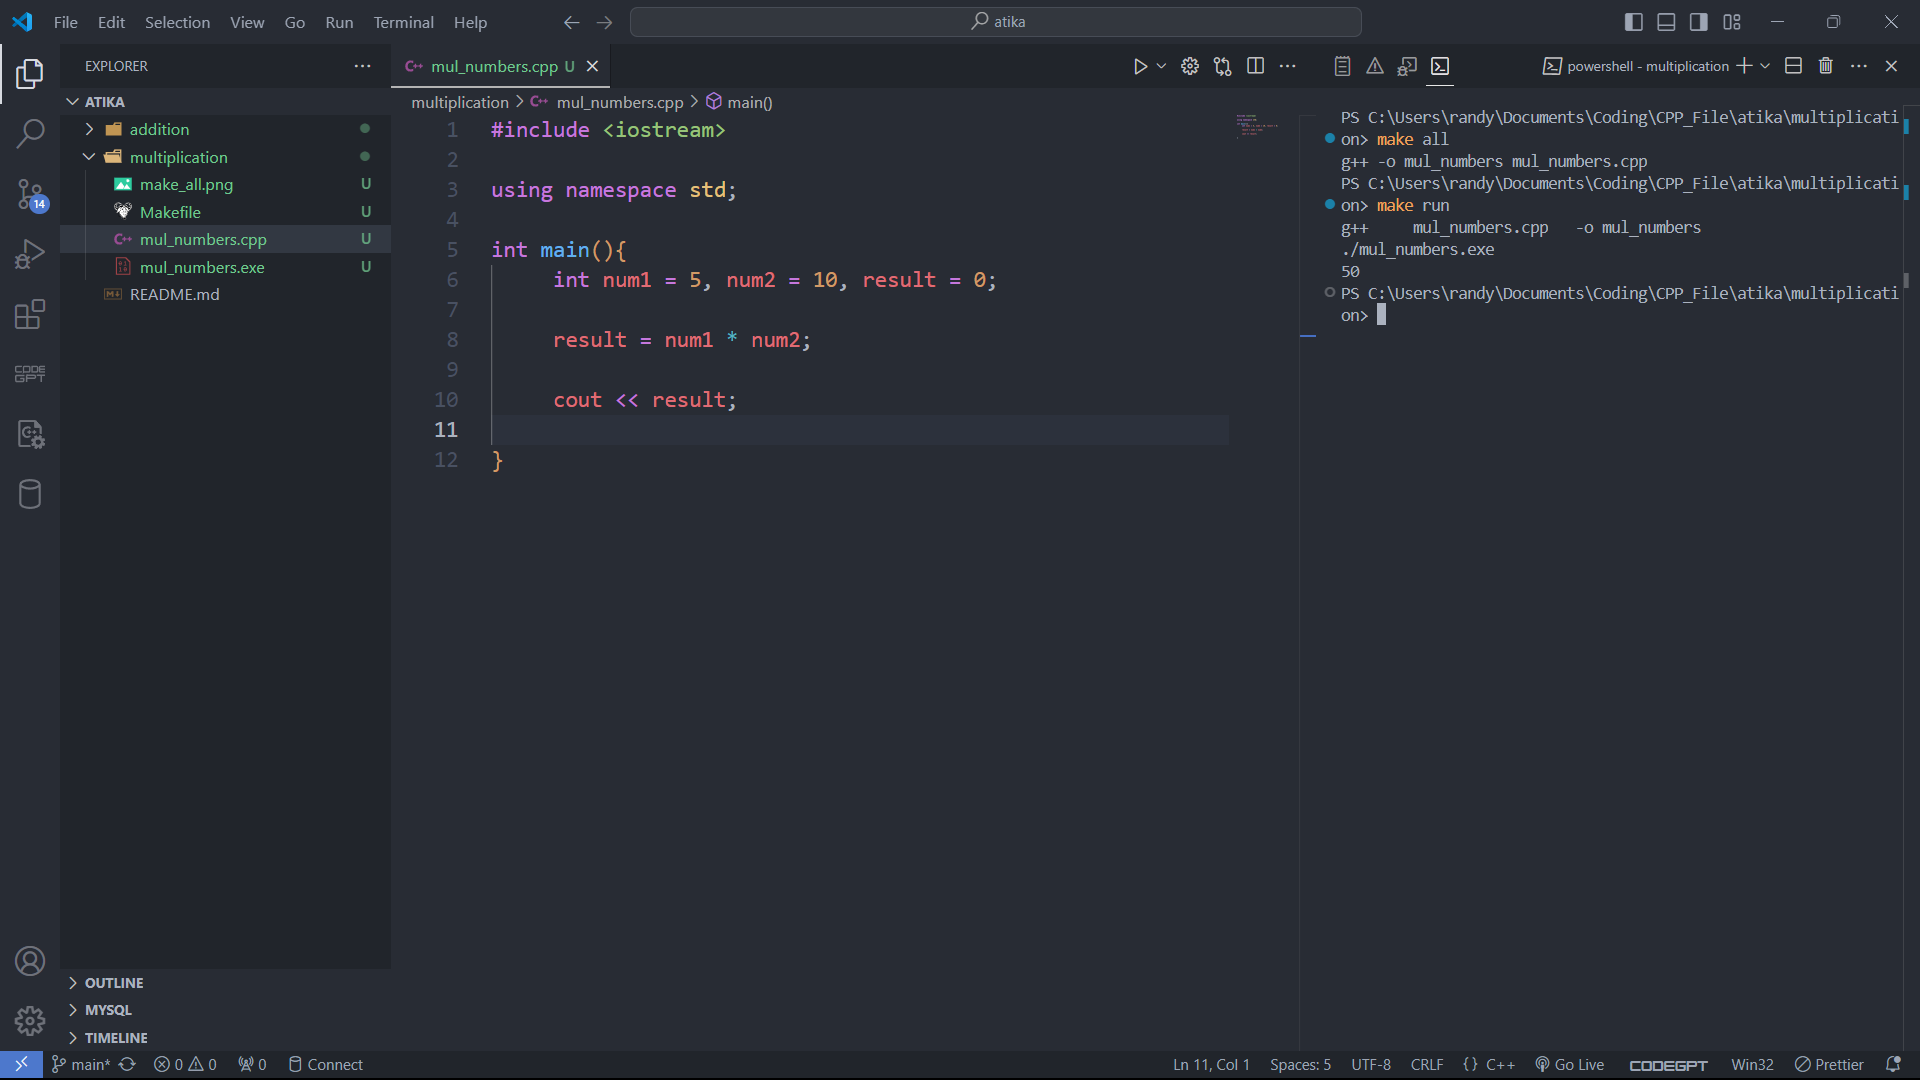 File Edit Selection View Go Run Terminal Help
atika
EXPLORER
ATIKA
addition
multiplication
make_all.png U
Makefile U
mul_numbers.cpp U
mul_numbers.exe U
README.md
OUTLINE
MYSQL
TIMELINE
14
CODE
GPT
mul_numbers.cpp U
multiplication > mul_numbers.cpp > main()
1 #include <iostream>
2
3 using namespace std;
4
5 int main(){
6 int num1 = 5, num2 = 10, result = 0;
7
8 result = num1 * num2;
9
10 cout << result;
11
12 }
powershell - multiplication
PS C:\Users\randy\Documents\Coding\CPP_File\atika\multiplicati
on> make all
g++ -o mul_numbers mul_numbers.cpp
PS C:\Users\randy\Documents\Coding\CPP_File\atika\multiplicati
on> make run
g++     mul_numbers.cpp   -o mul_numbers
./mul_numbers.exe
50
PS C:\Users\randy\Documents\Coding\CPP_File\atika\multiplicati
on>
main* 0 0 0 Connect Ln 11, Col 1 Spaces: 5 UTF-8 CRLF {} C++ Go Live CODEGPT Win32 Prettier